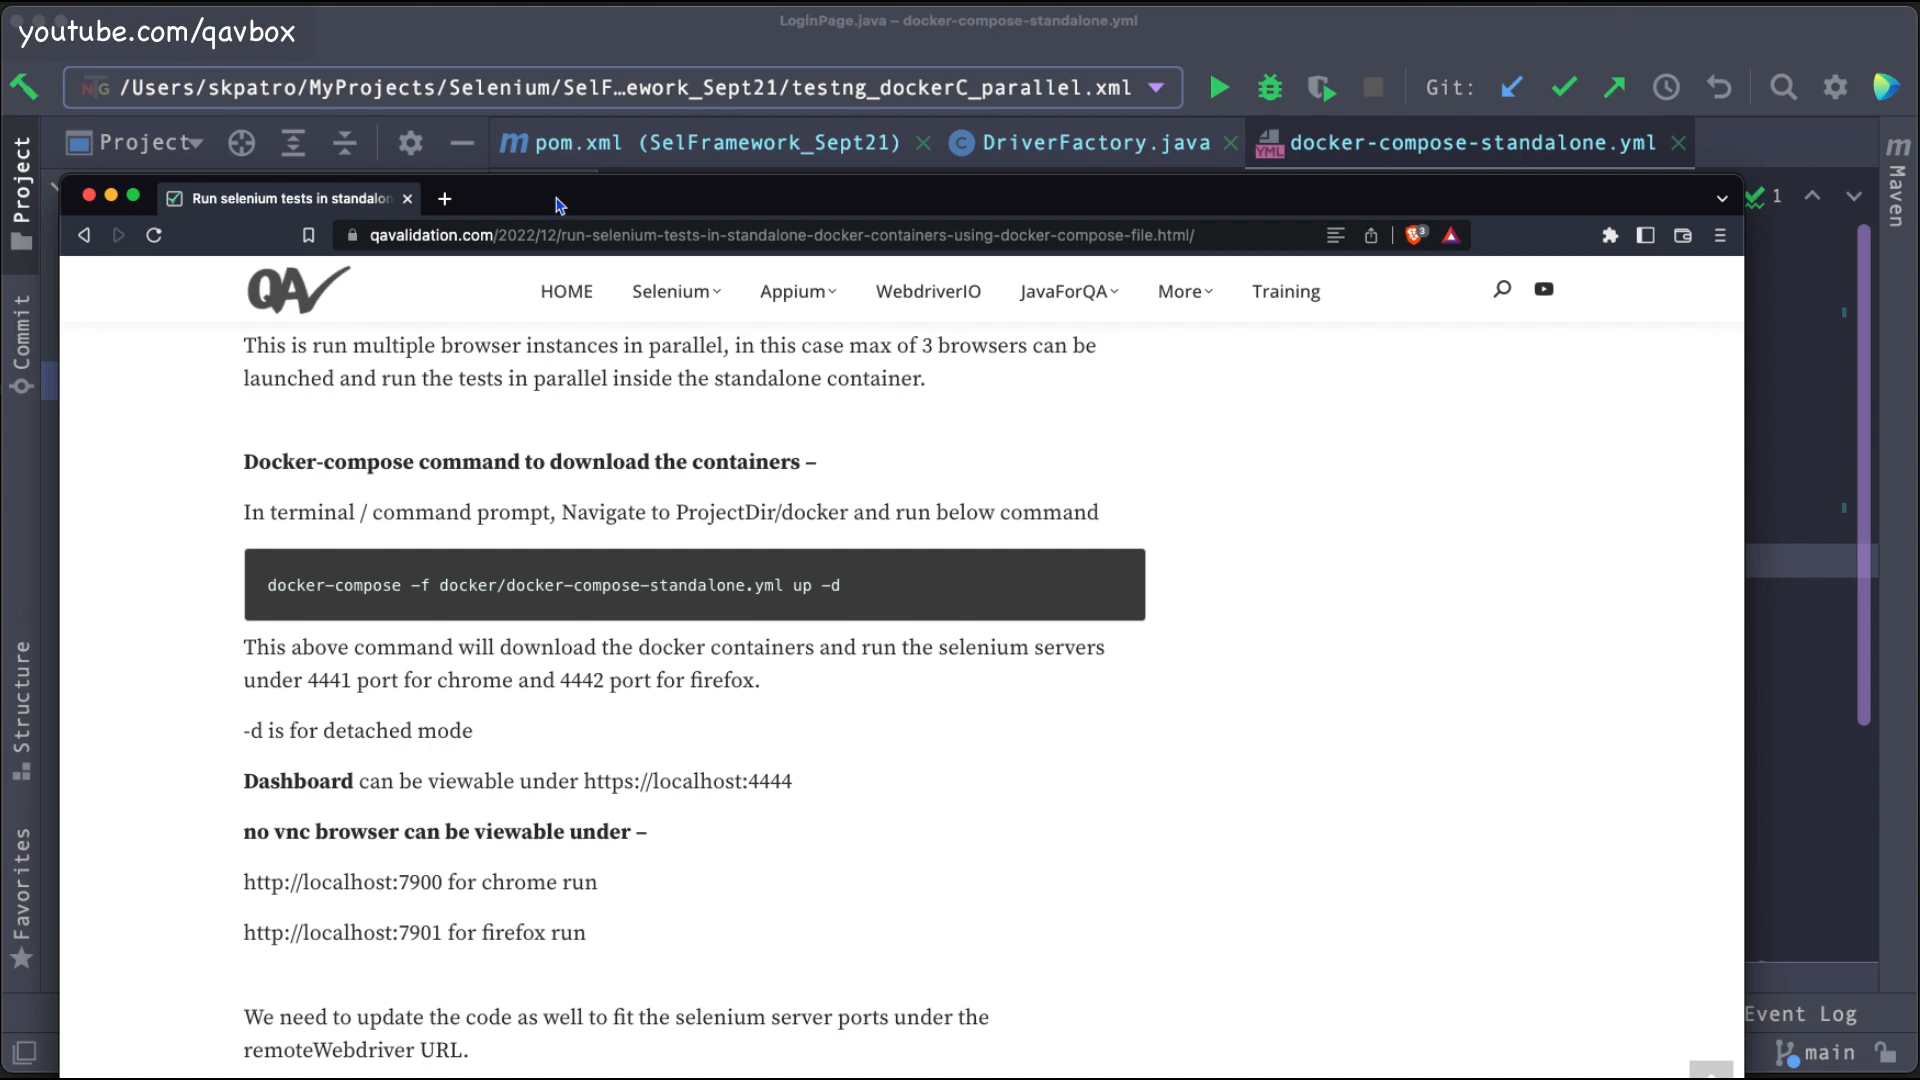 LoginPage.java – docker-compose-standalone.yml
youtube.com/qavbox
/Users/skpatro/MyProjects/Selenium/SelF…ework_Sept21/testng_dockerC_parallel.xml
Git:
Project
pom.xml (SelFramework_Sept21)
DriverFactory.java
docker-compose-standalone.yml
Project
Commit
Structure
Favorites
Maven
1
Run selenium tests in standalon
qavalidation.com/2022/12/run-selenium-tests-in-standalone-docker-containers-using-docker-compose-file.html/
3
QAV
HOME
Selenium
Appium
WebdriverIO
JavaForQA
More
Training
This is run multiple browser instances in parallel, in this case max of 3 browsers can be
launched and run the tests in parallel inside the standalone container.
Docker-compose command to download the containers –
In terminal / command prompt, Navigate to ProjectDir/docker and run below command
docker-compose -f docker/docker-compose-standalone.yml up -d
This above command will download the docker containers and run the selenium servers
under 4441 port for chrome and 4442 port for firefox.
-d is for detached mode
Dashboard can be viewable under https://localhost:4444
no vnc browser can be viewable under –
http://localhost:7900 for chrome run
http://localhost:7901 for firefox run
We need to update the code as well to fit the selenium server ports under the
remoteWebdriver URL.
Event Log
main